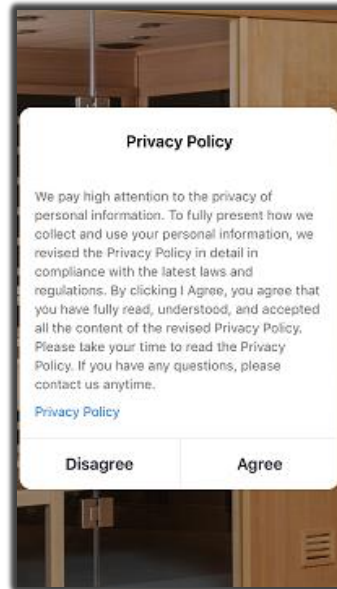 Privacy Policy
We pay high attention to the privacy of
personal information. To fully present how we
collect and use your personal information, we
revised the Privacy Policy in detail in
compliance with the latest laws and
regulations. By clicking I Agree, you agree that
you have fully read, understood, and accepted
all the content of the revised Privacy Policy.
Please take your time to read the Privacy
Policy. If you have any questions, please
contact us anytime.
Privacy Policy
Disagree Agree